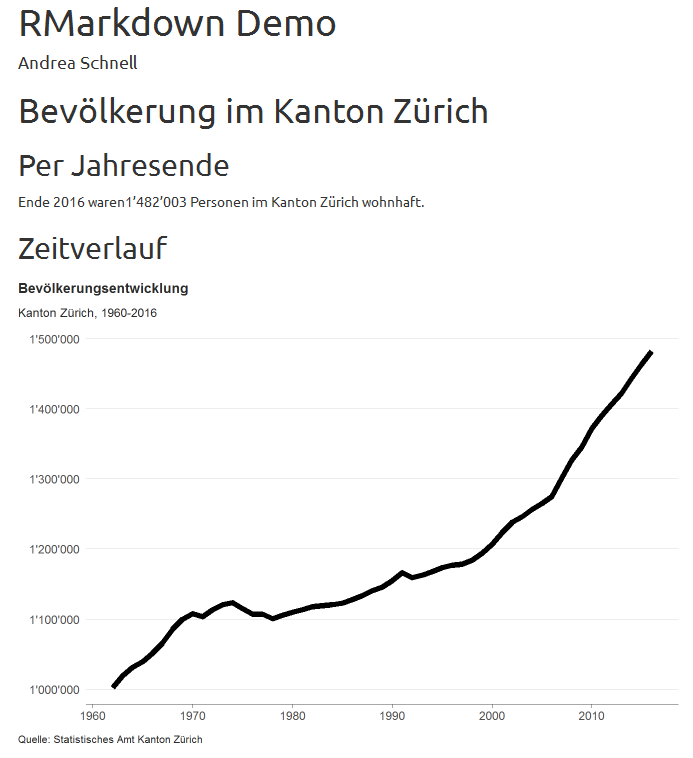 RMarkdown Demo
Andrea Schnell
Bevölkerung im Kanton Zürich
Per Jahresende
Ende 2016 waren1’482’003 Personen im Kanton Zürich wohnhaft.
Zeitverlauf
Bevölkerungsentwicklung
Kanton Zürich, 1960-2016
1'500'000
1'400'000
1'300'000
1'200'000
1'100'000
1'000'000
1960 1970 1980 1990 2000 2010
Quelle: Statistisches Amt Kanton Zürich